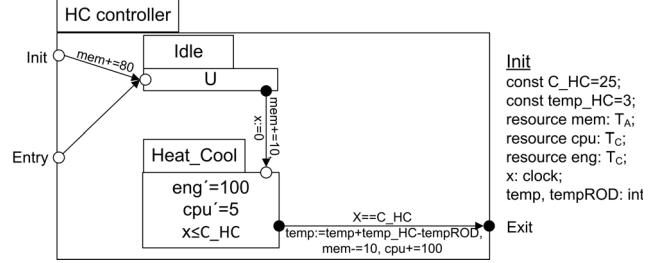 HC controller
Init
mem+=80
Idle
U
mem+=10
x:=0
Entry
Heat_Cool
eng´=100
cpu´=5
x≤C_HC
X==C_HC
temp:=temp+temp_HC-tempROD,
mem-=10, cpu+=100
Exit
Init
const C_HC=25;
const temp_HC=3;
resource mem: TA;
resource cpu: TC;
resource eng: TC;
x: clock;
temp, tempROD: int